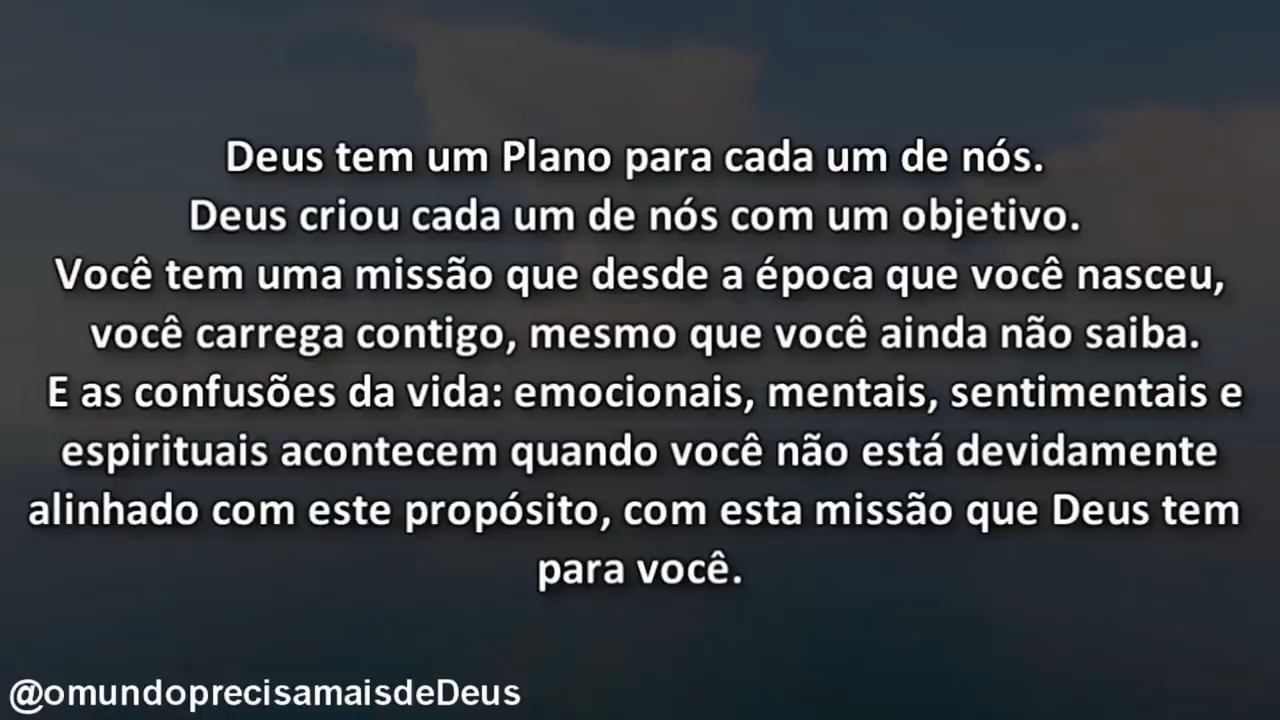 Deus tem um Plano para cada um de nós.
Deus criou cada um de nós com um objetivo.
Você tem uma missão que desde a época que você nasceu,
você carrega contigo, mesmo que você ainda não saiba.
E as confusões da vida: emocionais, mentais, sentimentais e
espirituais acontecem quando você não está devidamente
alinhado com este propósito, com esta missão que Deus tem
para você.
@omundoprecisamaisdeDeus